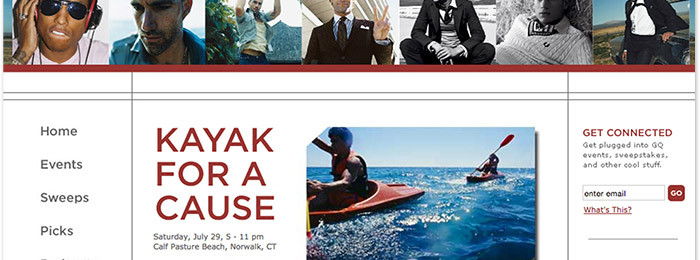 Home
Events
Sweeps
Picks
KAYAK
FOR A
CAUSE
Saturday, July 29, 5 - 11 pm
Calf Pasture Beach, Norwalk, CT
GET CONNECTED
Get plugged into GQ
events, sweepstakes,
and other cool stuff.
enter email GO
What's This?